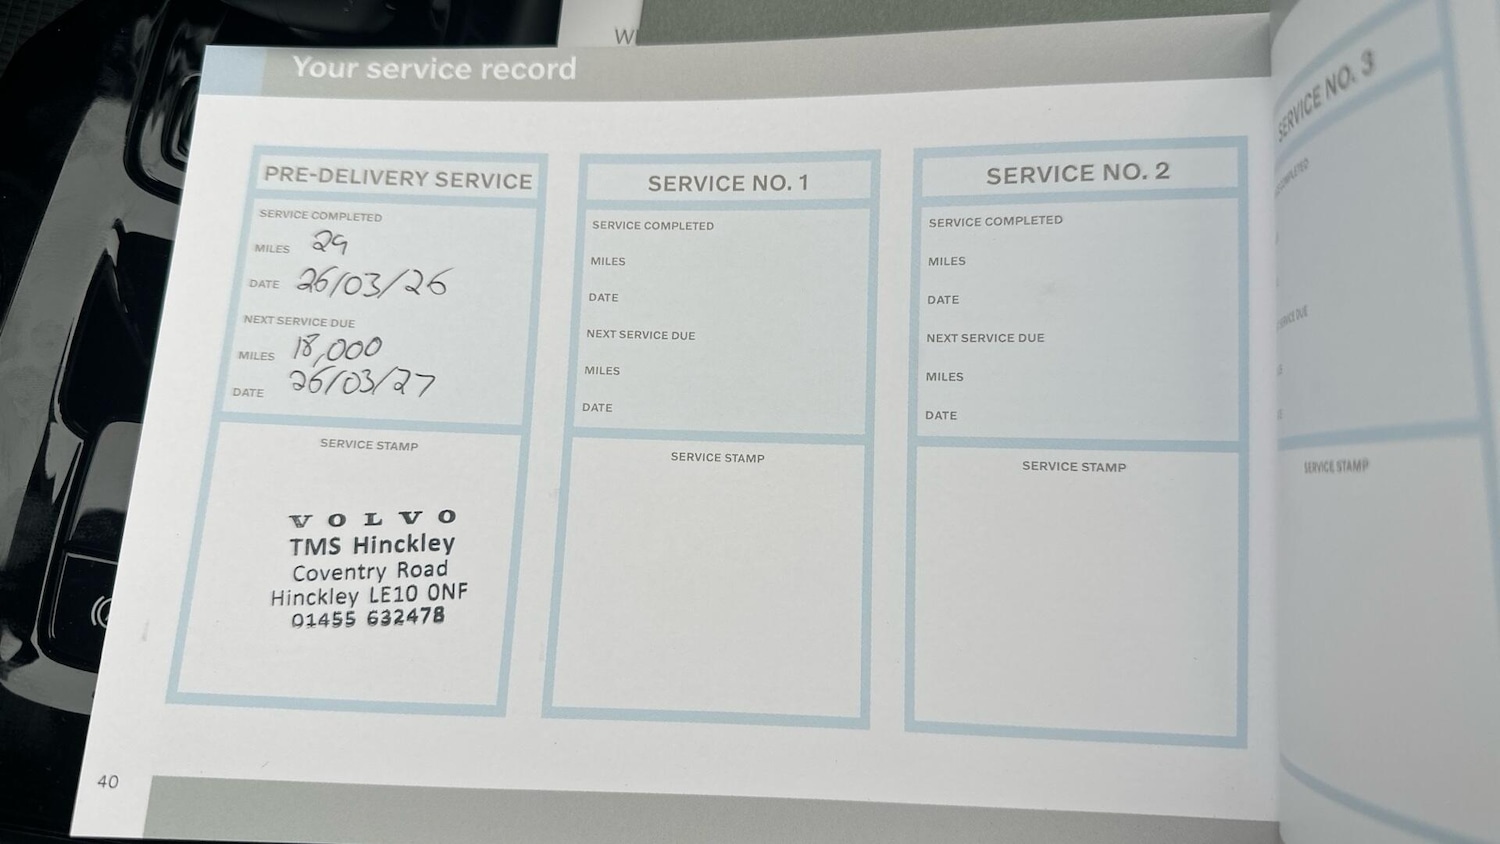 W
Your service record
PRE-DELIVERY SERVICE
SERVICE COMPLETED
MILES 29
DATE 26/03/26
NEXT SERVICE DUE
MILES 18,000
DATE 26/03/27
SERVICE STAMP
VOLVO
TMS Hinckley
Coventry Road
Hinckley LE10 0NF
01455 632478
SERVICE NO. 1
SERVICE COMPLETED
MILES
DATE
NEXT SERVICE DUE
MILES
DATE
SERVICE STAMP
SERVICE NO. 2
SERVICE COMPLETED
MILES
DATE
NEXT SERVICE DUE
MILES
DATE
SERVICE STAMP
SERVICE NO. 3
COMPLETED
SERVICE DUE
SERVICE STAMP
40